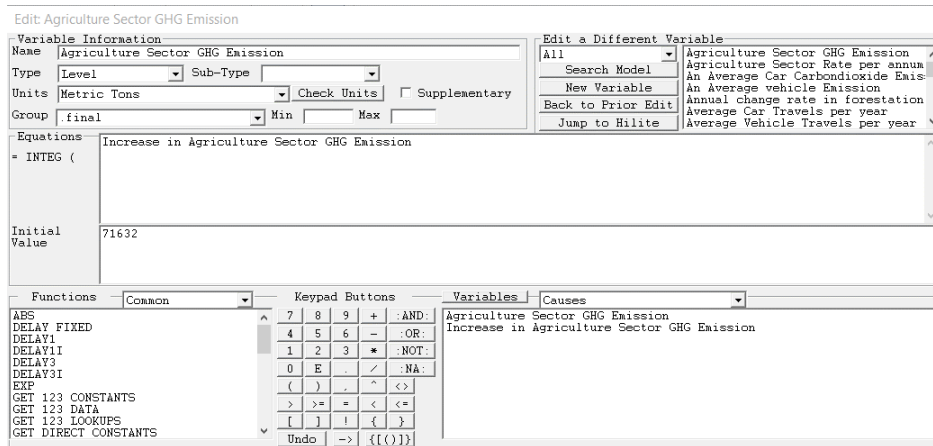 Edit: Agriculture Sector GHG Emission
Variable Information
Name Agriculture Sector GHG Emission
Type Level Sub-Type
Units Metric Tons Check Units Supplementary
Group .final Min Max
Edit a Different Variable
All
Search Model
New Variable
Back to Prior Edit
Jump to Hilite
Agriculture Sector GHG Emission
Agriculture Sector Rate per annum
An Average Car Carbondioxide Emis
An Average vehicle Emission
Annual change rate in forestation
Average Car Travels per year
Average Vehicle Travels per year
Equations
= INTEG (
Increase in Agriculture Sector GHG Emission
Initial Value
71632
Functions Common
ABS
DELAY FIXED
DELAY1
DELAY1I
DELAY3
DELAY3I
EXP
GET 123 CONSTANTS
GET 123 DATA
GET 123 LOOKUPS
GET DIRECT CONSTANTS
Keypad Buttons
7 8 9 + :AND:
4 5 6 - :OR:
1 2 3 * :NOT:
0 E . / :NA:
( ) , ^ <>
> >= = < <=
[ ] ! { }
Undo -> {[()]}
Variables Causes
Agriculture Sector GHG Emission
Increase in Agriculture Sector GHG Emission